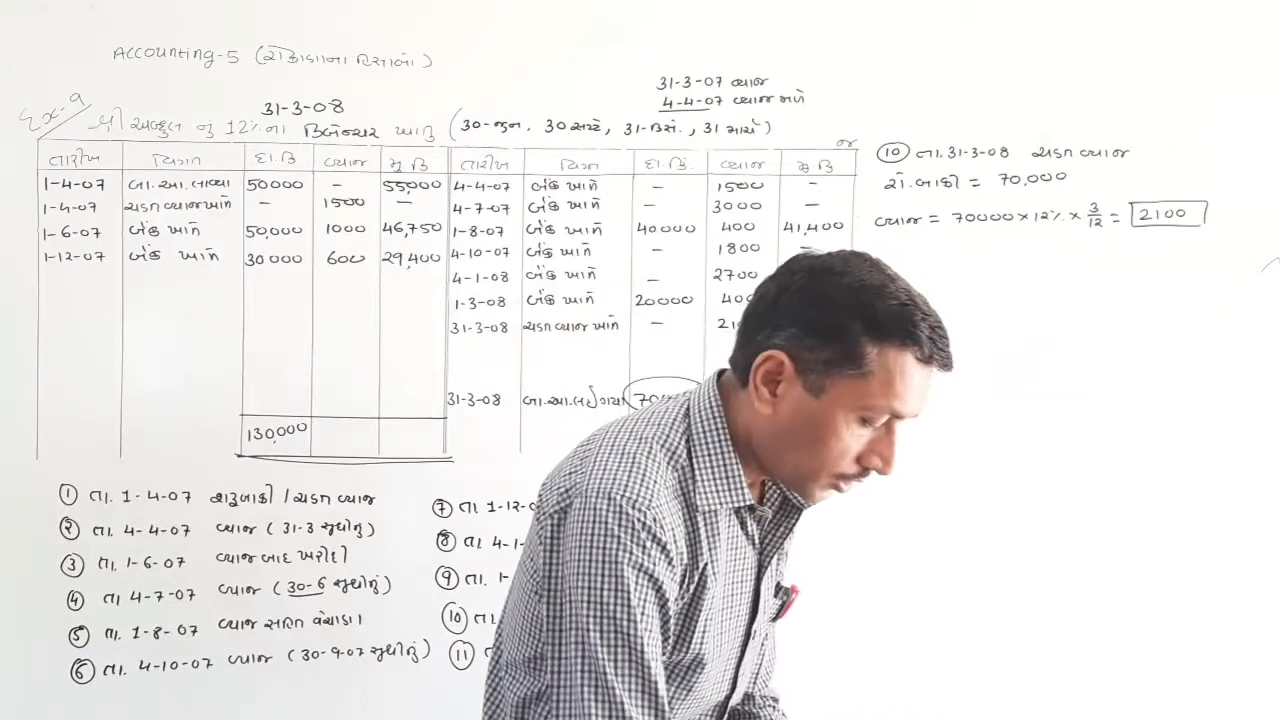 Accounting-5 (રોકાણના હિસાબો)
31-3-07 વ્યાજ
4-4-07 વ્યાજ મળે
Ex-9
31-3-08
શ્રી અબ્દુલ નું 12% ના ડિબેન્ચર ખાતુ (30-જુન, 30 સપ્ટે, 31-ડિસે., 31 માર્ચ)
તારીખ વિગત દા.કિ વ્યાજ મુ.કિ તારીખ વિગત દા.કિ. વ્યાજ મુ.કિ
1-4-07 બા.આ.લાવ્યા 50000 - 55,000 4-4-07 બેંક ખાતે - 1500 -
1-4-07 ચડત વ્યાજ ખાતે - 1500 - 4-7-07 બેંક ખાતે - 3000 -
1-6-07 બેંક ખાતે 50,000 1000 46,750 1-8-07 બેંક ખાતે 40000 400 41,400
1-12-07 બેંક ખાતે 30000 600 29,400 4-10-07 બેંક ખાતે - 1800 -
4-1-08 બેંક ખાતે - 2700
1-3-08 બેંક ખાતે 20000
31-3-08 ચડત વ્યાજ ખાતે -
31-3-08 બા.આ.લઈ ગયા
130,000
⑩ તા.31-3-08 ચડત વ્યાજ
રો.બાકી = 70,000
વ્યાજ = 70000 × 12% × 3/12 = 2100
① તા. 1-4-07 શરૂબાકી / ચડત વ્યાજ
② તા. 4-4-07 વ્યાજ (31-3 સુધીનું)
③ તા. 1-6-07 વ્યાજ બાદ ખરીદી
④ તા 4-7-07 વ્યાજ (30-6 સુધીનું)
⑤ તા. 1-8-07 વ્યાજ સહિત વેચાણ
⑥ તા. 4-10-07 વ્યાજ (30-9-07 સુધીનું)
⑦ તા 1-12-
⑧ તા. 4-1-
⑨ તા. 1-
⑩ તા.
⑪